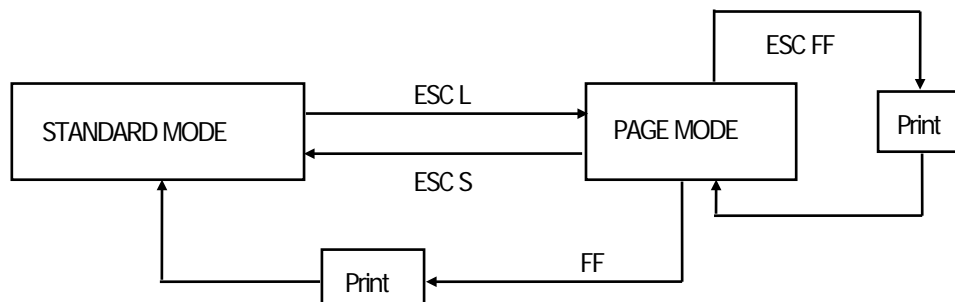 ESC FF
ESC L
STANDARD MODE
PAGE MODE
Print
ESC S
FF
Print